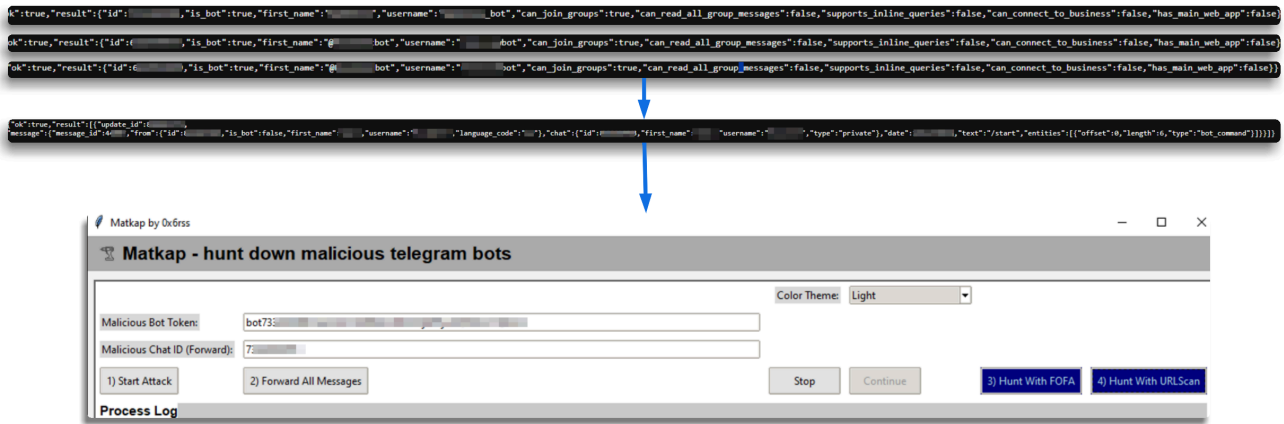 k":true,"result":{"id": ,"is_bot":true,"first_name":" ","username":" _bot","can_join_groups":true,"can_read_all_group_messages":false,"supports_inline_queries":false,"can_connect_to_business":false,"has_main_web_app":false}
ok":true,"result":{"id":6 ,"is_bot":true,"first_name":"@ bot","username":" bot","can_join_groups":true,"can_read_all_group_messages":false,"supports_inline_queries":false,"can_connect_to_business":false,"has_main_web_app":false}
"ok":true,"result":{"id":6 ,"is_bot":true,"first_name":"@ bot","username":" bot","can_join_groups":true,"can_read_all_group_messages":false,"supports_inline_queries":false,"can_connect_to_business":false,"has_main_web_app":false}}
"ok":true,"result":[{"update_id":
"message":{"message_id":4 ,"from":{"id": ,"is_bot":false,"first_name": ,"username":" ,"language_code":" "},"chat":{"id": ,"first_name": username":" ","type":"private"},"date": ,"text":"/start","entities":[{"offset":0,"length":6,"type":"bot_command"}]}}]}
Matkap by 0x6rss
Matkap - hunt down malicious telegram bots
Color Theme: Light
Malicious Bot Token: bot73
Malicious Chat ID (Forward): 7
1) Start Attack 2) Forward All Messages Stop Continue 3) Hunt With FOFA 4) Hunt With URLScan
Process Log